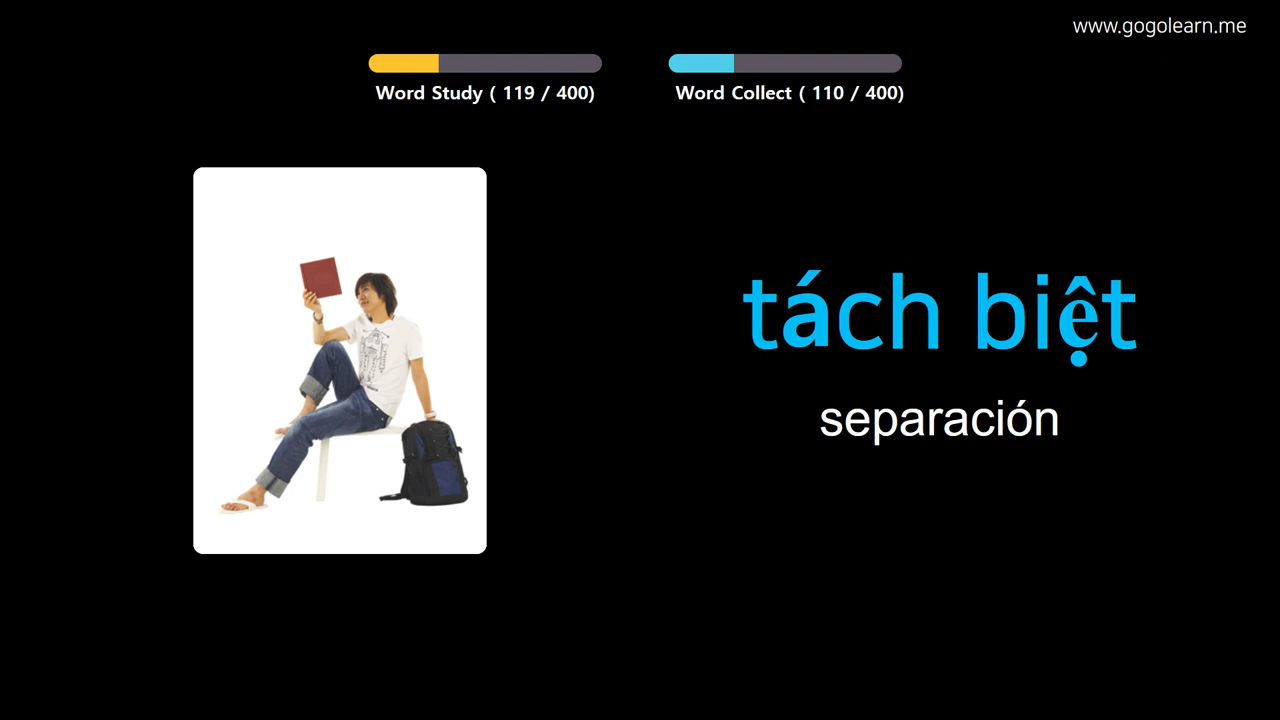 www.gogolearn.me
Word Study ( 119 / 400)
Word Collect ( 110 / 400)
tách biệt
separación